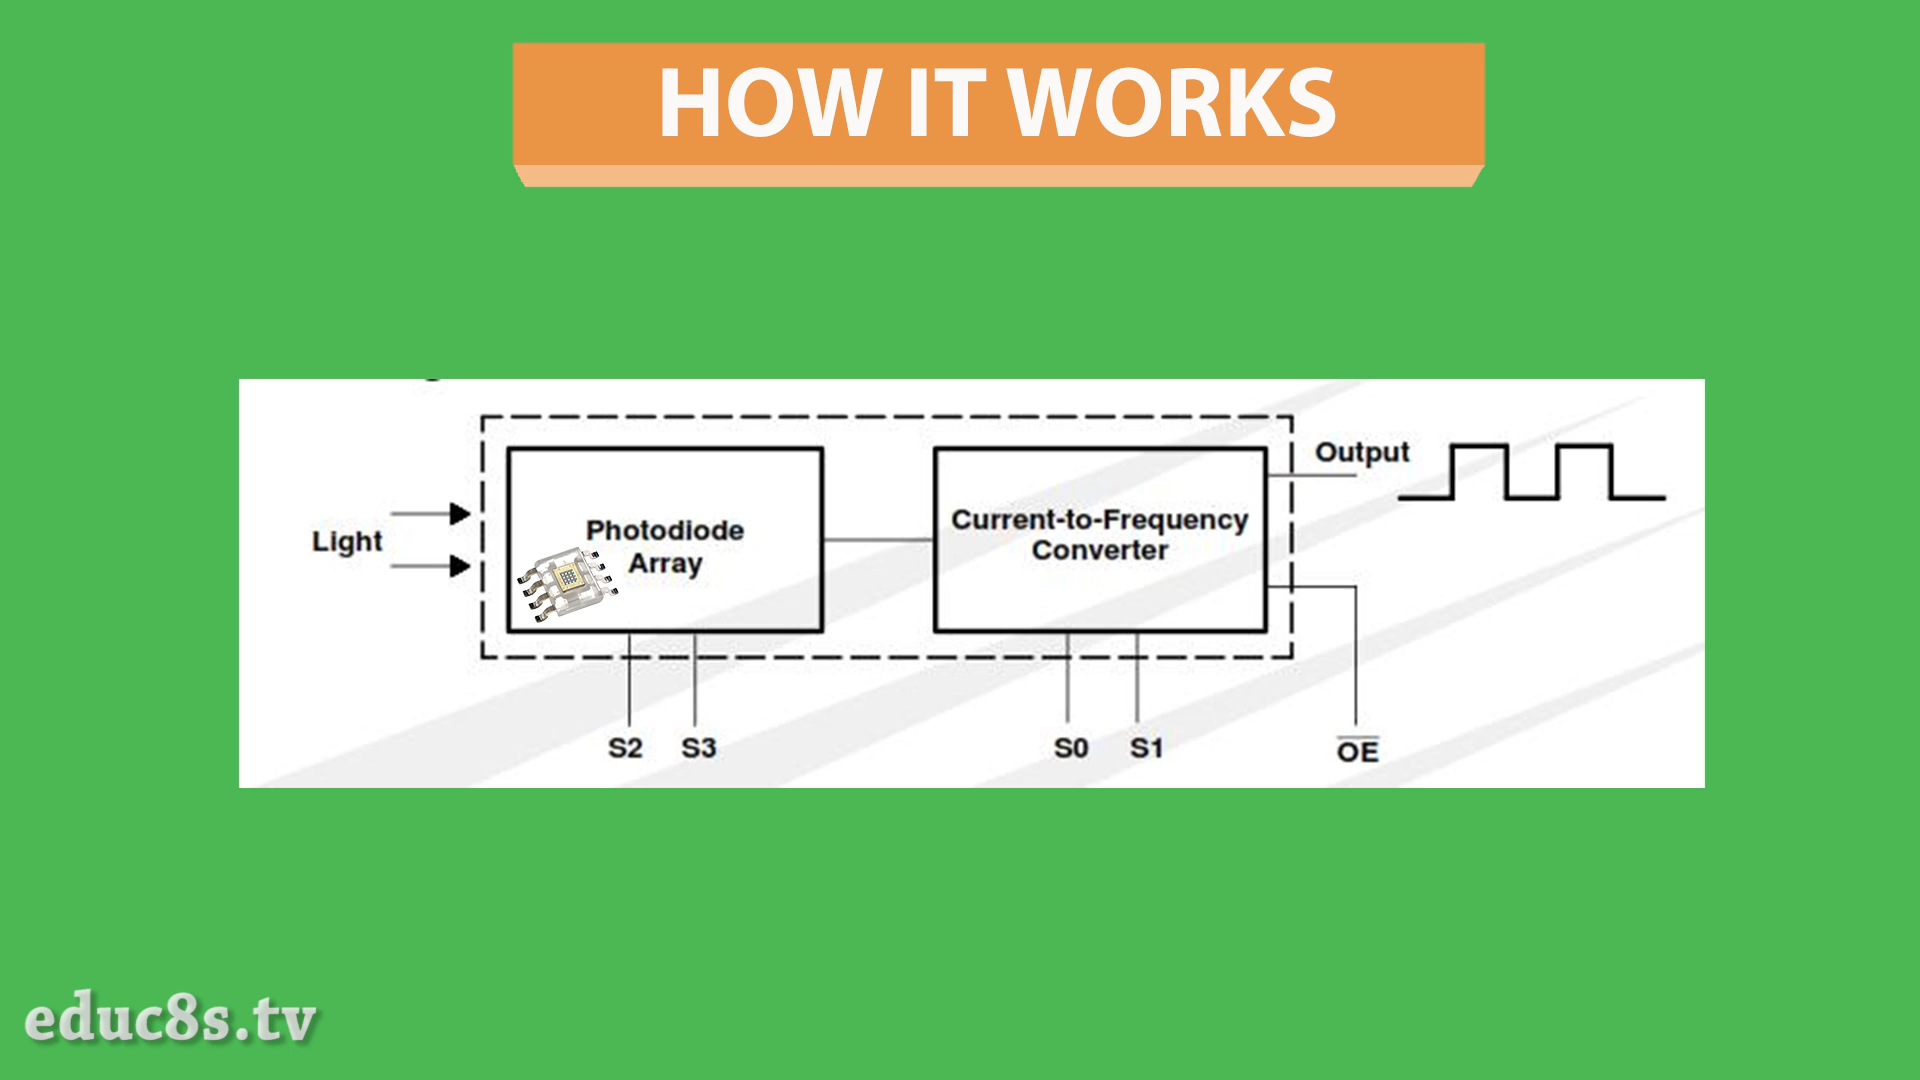 HOW IT WORKS
Light
Photodiode
Array
Current-to-Frequency
Converter
Output
S2
S3
S0
S1
OE
educ8s.tv